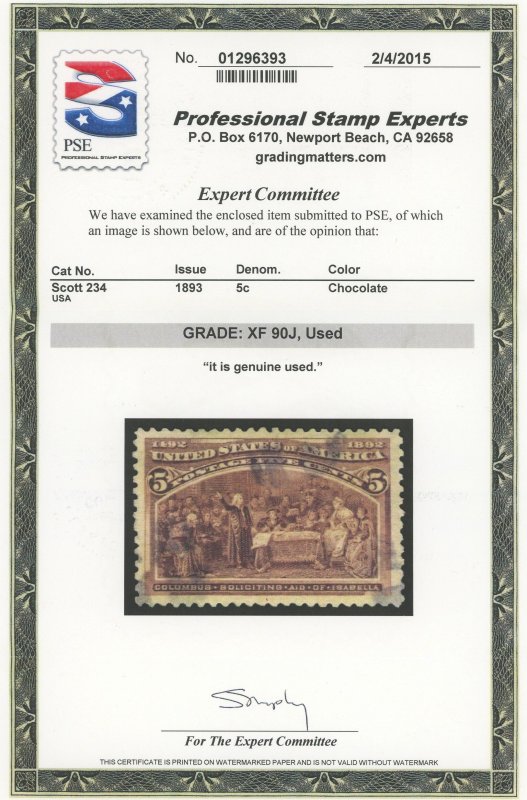 No. 01296393 2/4/2015
PSE
PROFESSIONAL STAMP EXPERTS
Professional Stamp Experts
P.O. Box 6170, Newport Beach, CA 92658
gradingmatters.com
Expert Committee
We have examined the enclosed item submitted to PSE, of which
an image is shown below, and are of the opinion that:
Cat No. Issue Denom. Color
Scott 234 1893 5c Chocolate
USA
GRADE: XF 90J, Used
“it is genuine used.”
1492 1892
UNITED STATES OF AMERICA
5 POSTAGE FIVE CENTS 5
COLUMBUS · SOLICITING · AID · OF · ISABELLA
For The Expert Committee
THIS CERTIFICATE IS PRINTED ON WATERMARKED PAPER AND IS NOT VALID WITHOUT WATERMARK